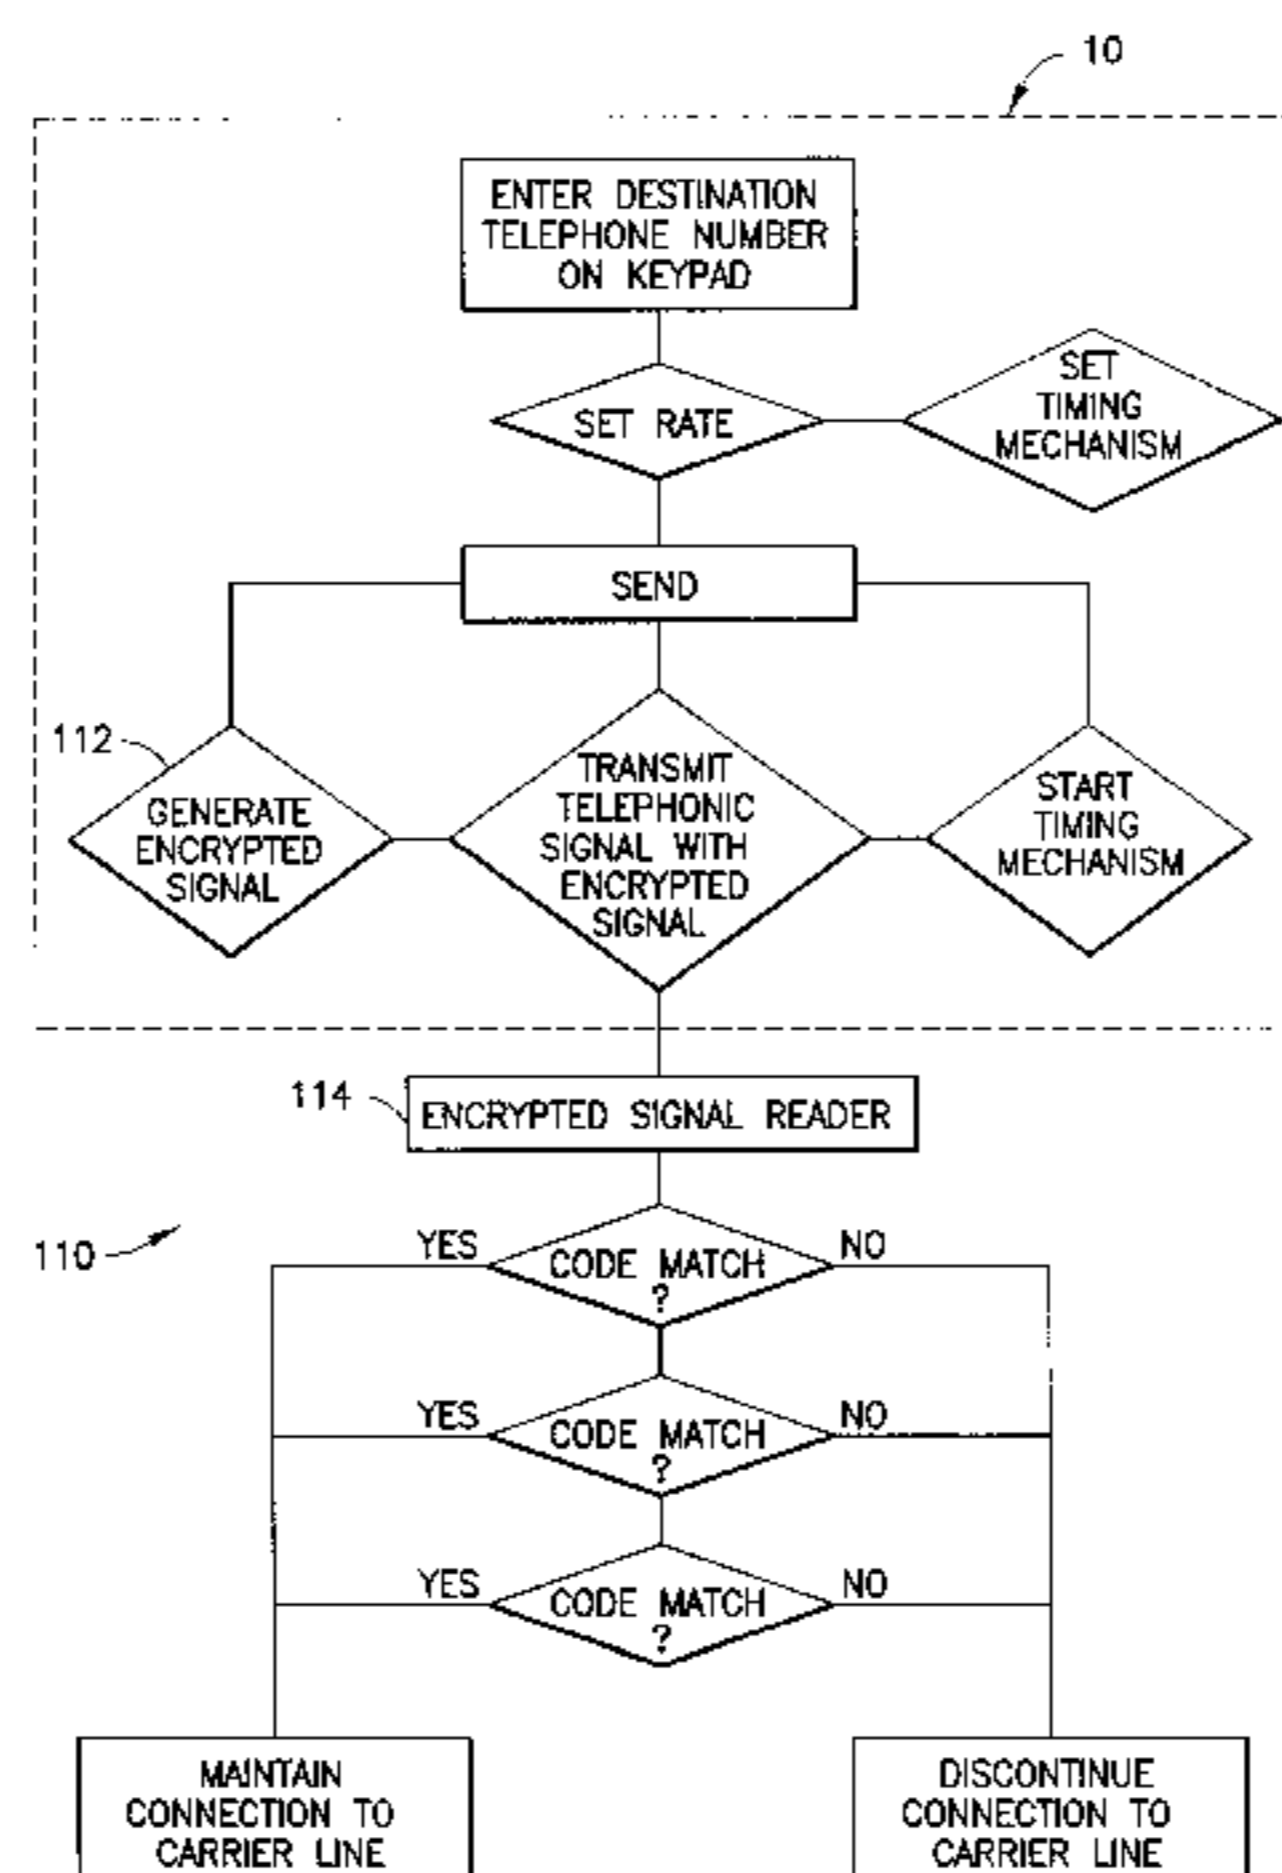 10
ENTER DESTINATION
TELEPHONE NUMBER
ON KEYPAD
SET RATE
SET
TIMING
MECHANISM
SEND
112
GENERATE
ENCRYPTED
SIGNAL
TRANSMIT
TELEPHONIC
SIGNAL WITH
ENCRYPTED
SIGNAL
START
TIMING
MECHANISM
114
ENCRYPTED SIGNAL READER
110
YES
CODE MATCH
?
NO
YES
CODE MATCH
?
NO
YES
CODE MATCH
?
NO
MAINTAIN
CONNECTION TO
CARRIER LINE
DISCONTINUE
CONNECTION TO
CARRIER LINE